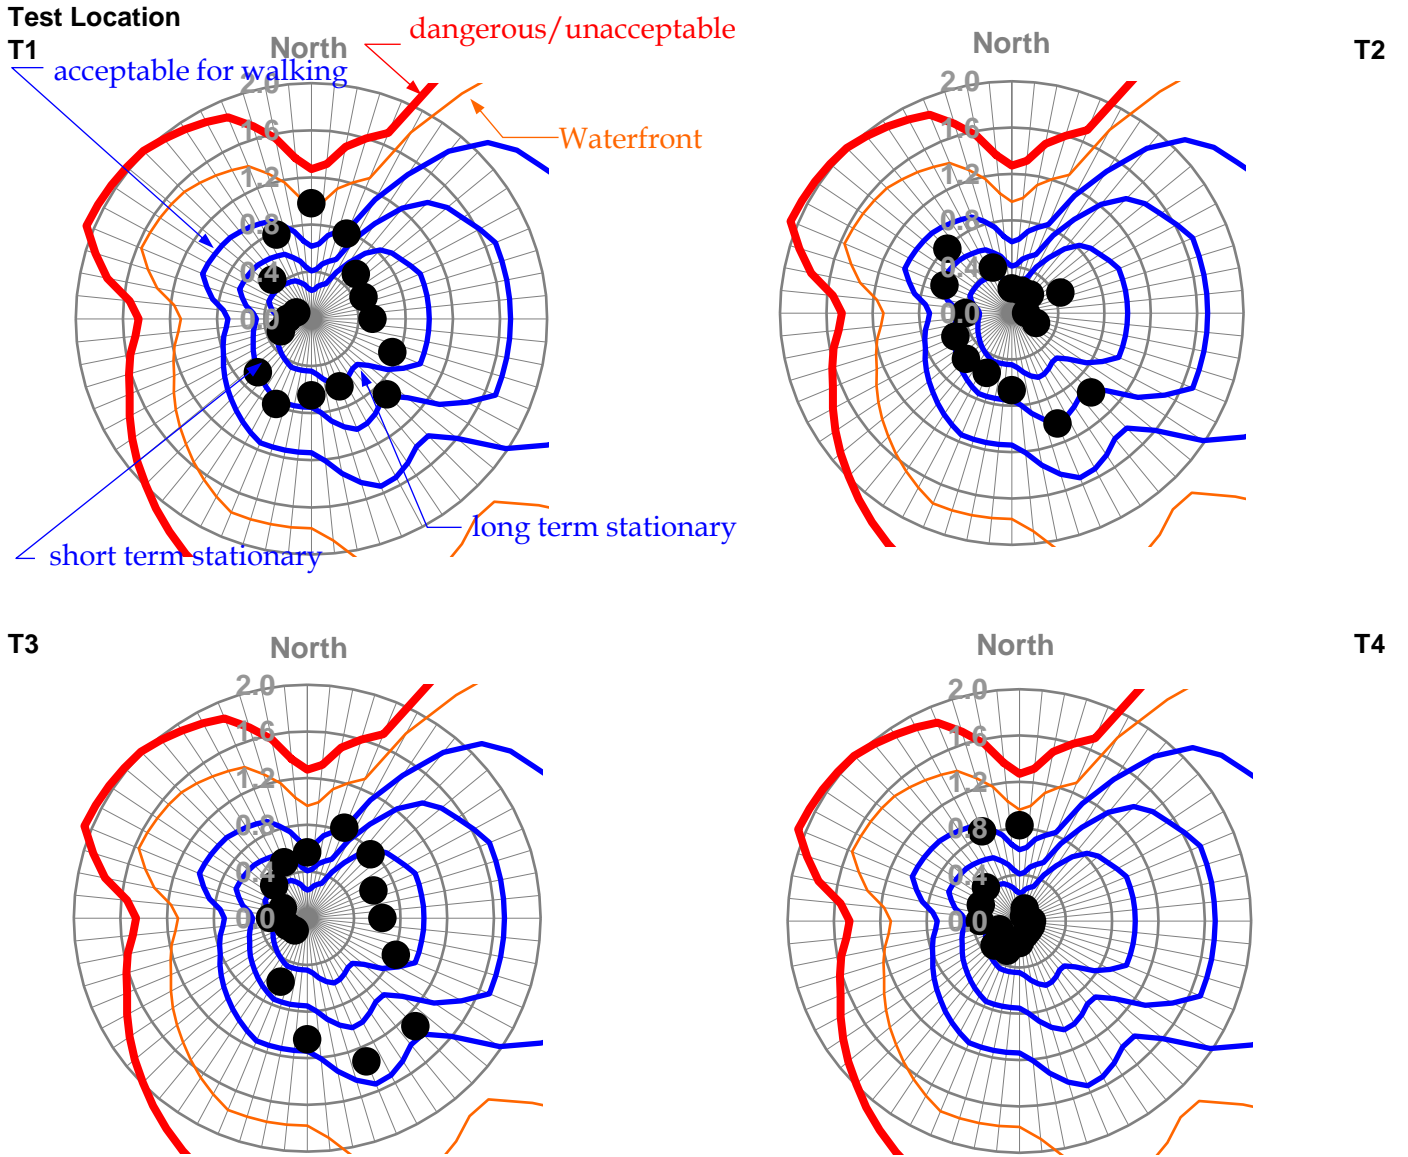 Test Location
T1
North
dangerous/unacceptable
acceptable for walking
Waterfront
2.0
1.6
1.2
0.8
0.4
0.0
long term stationary
short term stationary
T2
North
2.0
1.6
1.2
0.8
0.4
0.0
T3
North
2.0
1.6
1.2
0.8
0.4
0.0
T4
North
2.0
1.6
1.2
0.8
0.4
0.0